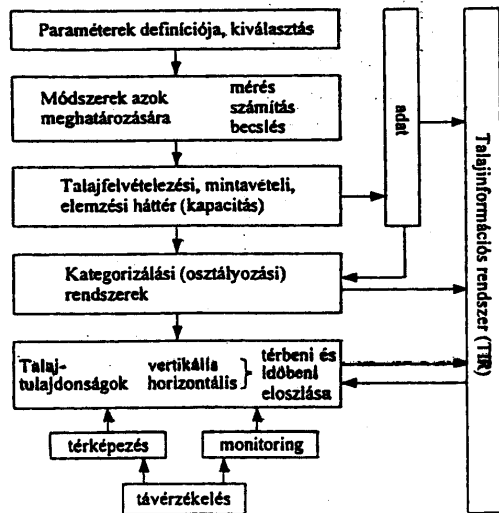 Paraméterek definíciója, kiválasztás
Módszerek azok
meghatározására
mérés
számítás
becslés
adat
Talajfelvételezési, mintavételi,
elemzési háttér (kapacitás)
Kategorizálási (osztályozási)
rendszerek
Talaj-
tulajdonságok
vertikália
horizontális
térbeni és
időbeni
eloszlása
térképezés
monitoring
távérzékelés
Talajinformációs rendszer (TIR)